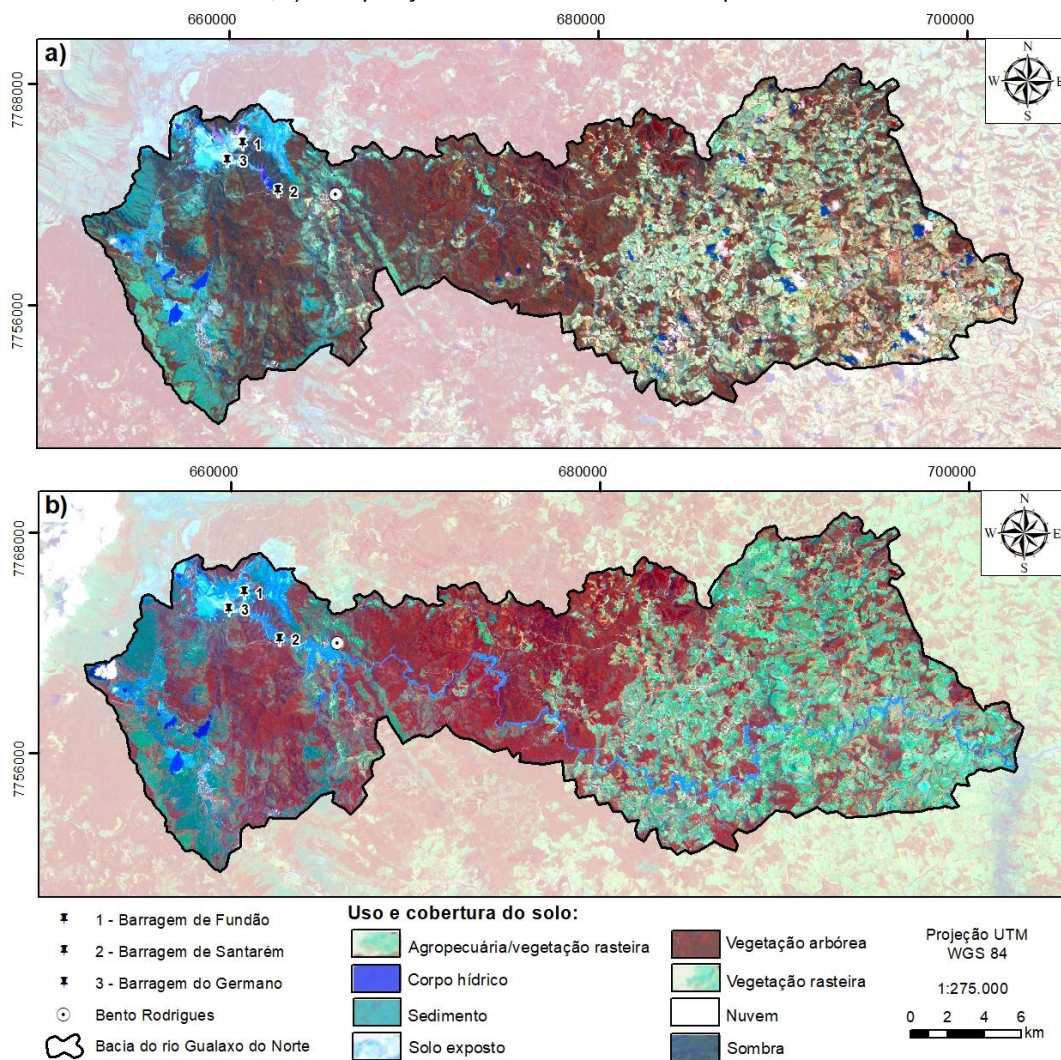 660000 680000 700000
a)
N
W E
S
7768000
7756000
1
3
2
660000 680000 700000
b)
N
W E
S
7768000
7756000
1
3
2
1 - Barragem de Fundão
2 - Barragem de Santarém
3 - Barragem do Germano
Bento Rodrigues
Bacia do rio Gualaxo do Norte
Uso e cobertura do solo:
Agropecuária/vegetação rasteira
Corpo hídrico
Sedimento
Solo exposto
Vegetação arbórea
Vegetação rasteira
Nuvem
Sombra
Projeção UTM
WGS 84
1:275.000
0 2 4 6
km